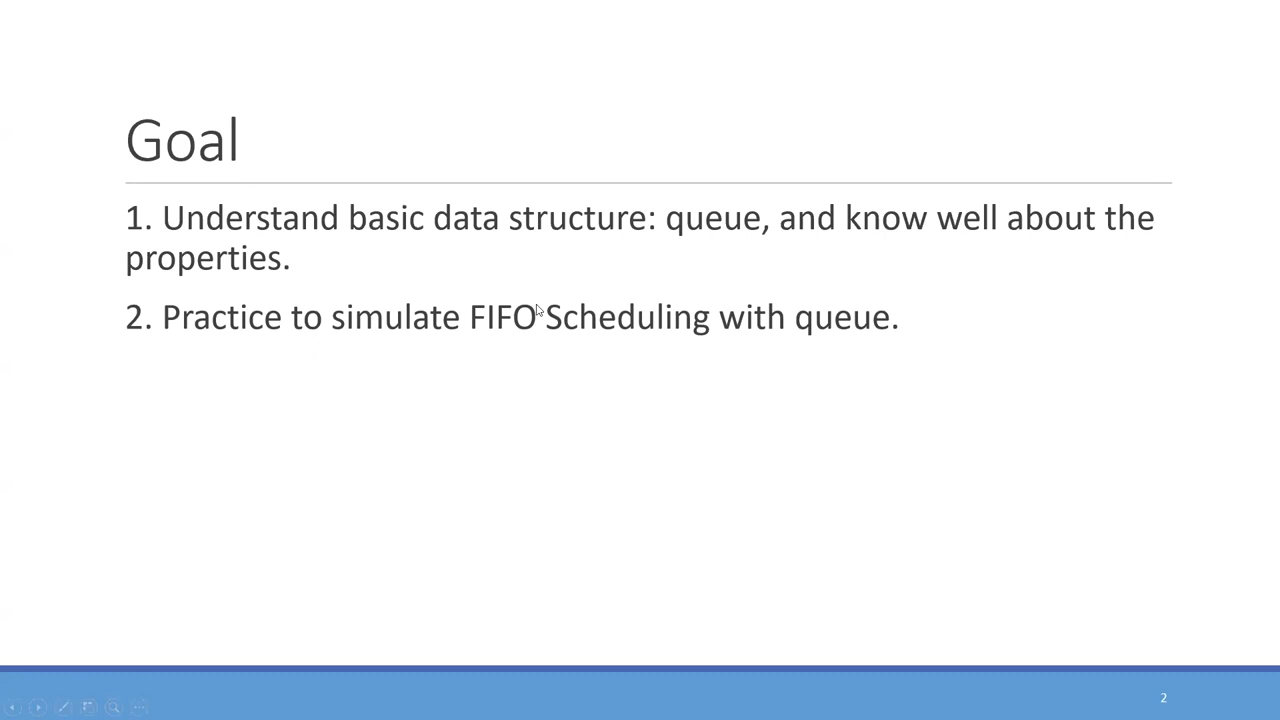 Goal
1. Understand basic data structure: queue, and know well about the
properties.
2. Practice to simulate FIFO Scheduling with queue.
2